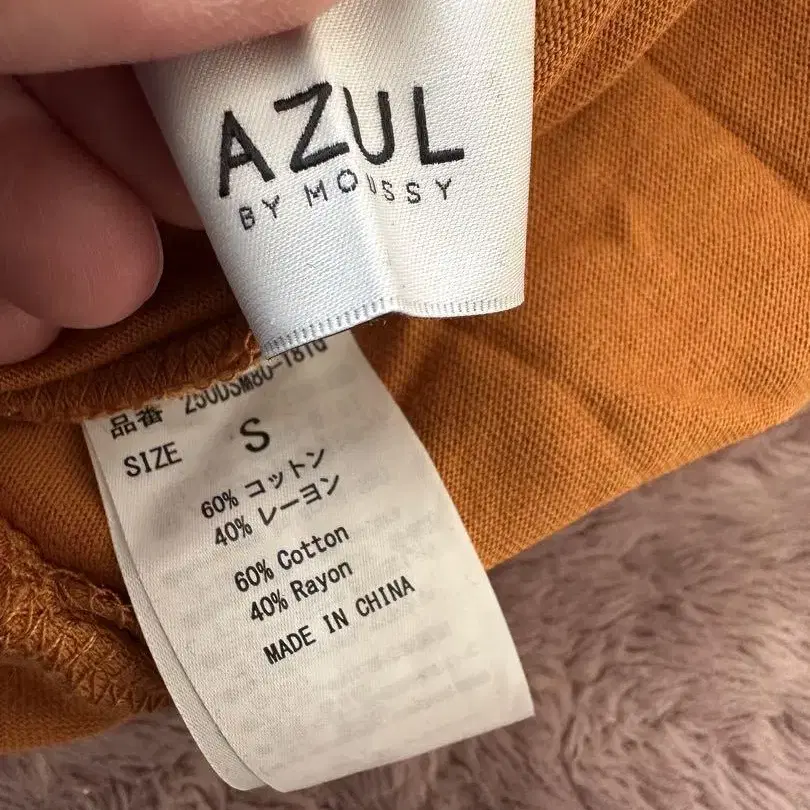 AZUL
BY MOUSSY
品番
SIZE S
60% コットン
40% レーヨン
60% Cotton
40% Rayon
MADE IN CHINA